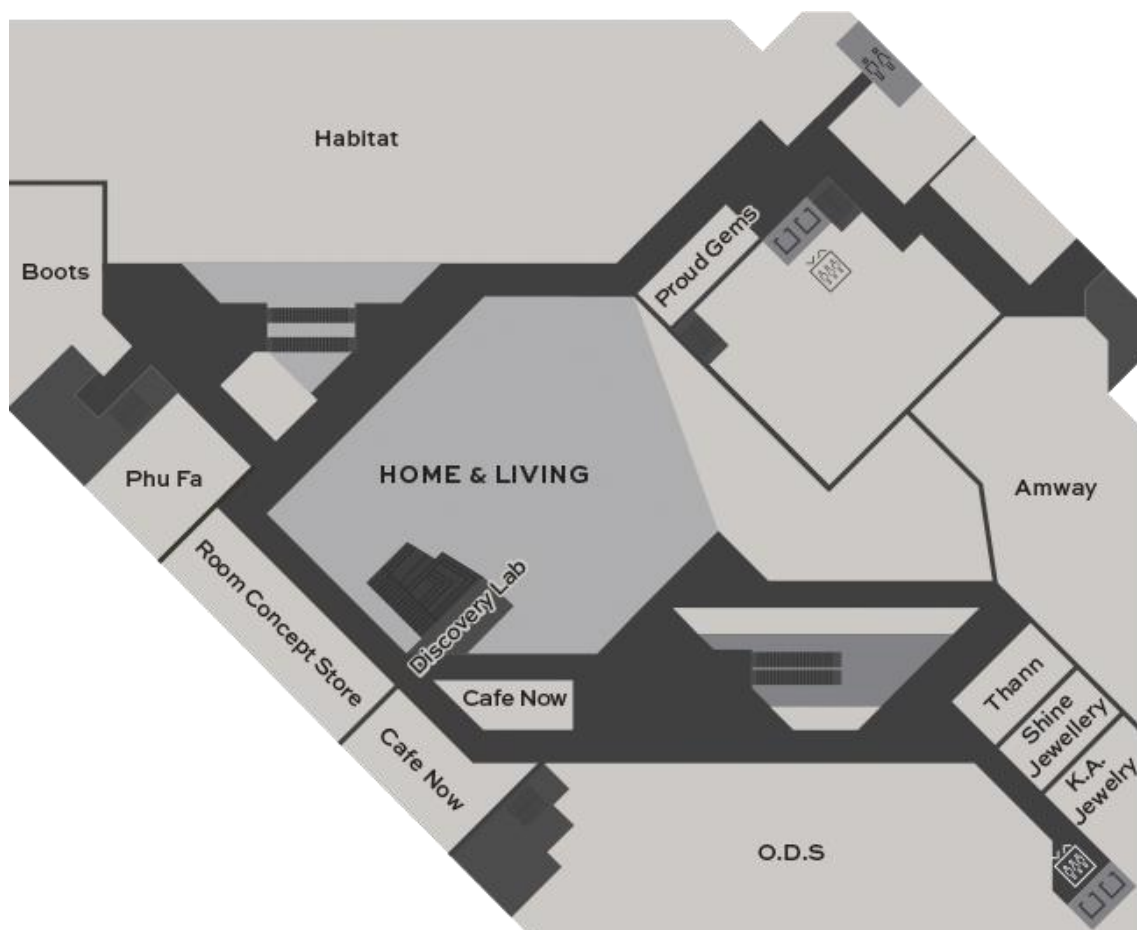 Habitat
Boots
Proud Gems
Phu Fa
HOME & LIVING
Amway
Room Concept Store
Discovery Lab
Cafe Now
Cafe Now
Thann
Shine
Jewellery
K.A.
Jewelry
O.D.S